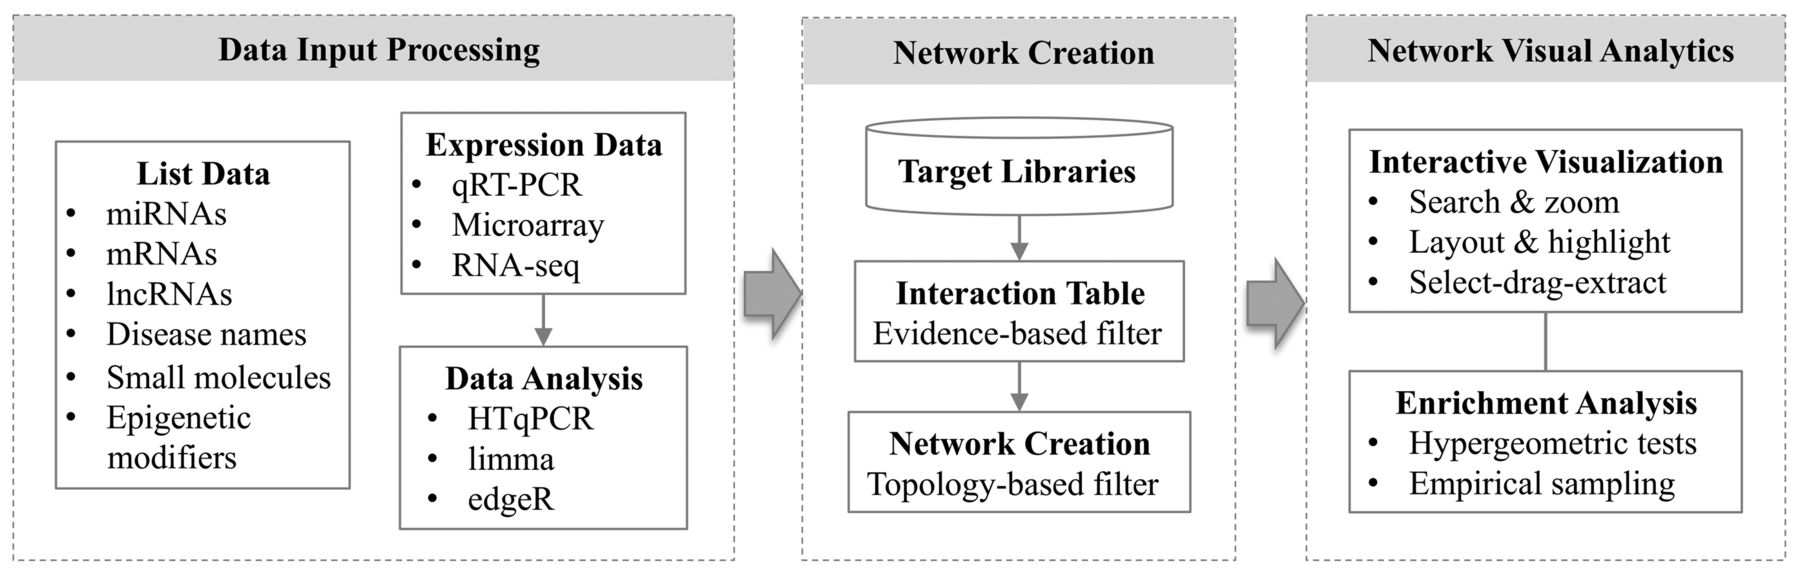 Data Input Processing
List Data
• miRNAs
• mRNAs
• lncRNAs
• Disease names
• Small molecules
• Epigenetic
modifiers
Expression Data
• qRT-PCR
• Microarray
• RNA-seq
Data Analysis
• HTqPCR
• limma
• edgeR
Network Creation
Target Libraries
Interaction Table
Evidence-based filter
Network Creation
Topology-based filter
Network Visual Analytics
Interactive Visualization
• Search & zoom
• Layout & highlight
• Select-drag-extract
Enrichment Analysis
• Hypergeometric tests
• Empirical sampling